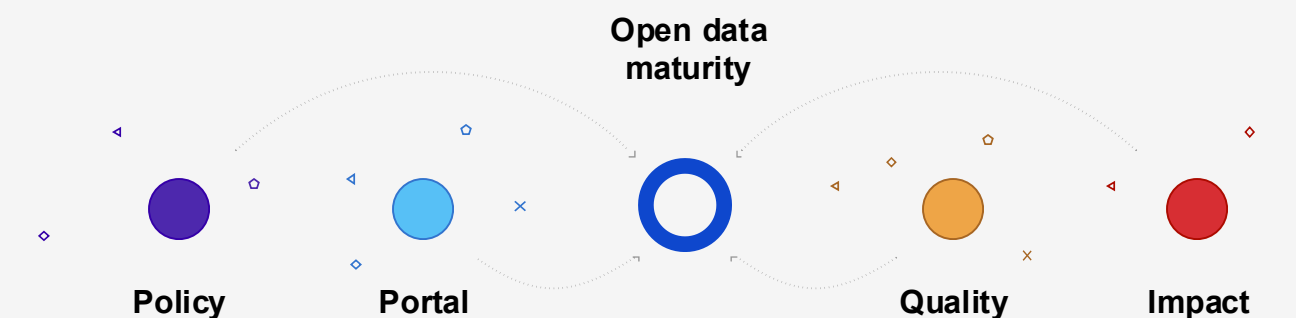 Open data
maturity
Policy
Portal
Quality
Impact